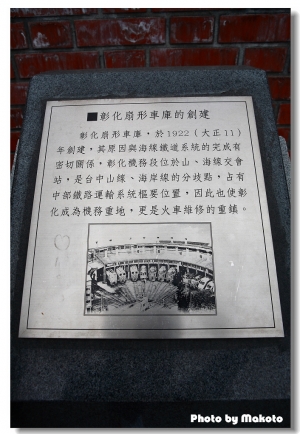 ■彰化扇形車庫的創建
彰化扇形車庫，於1922（大正11）
年創建，其原因與海線鐵道系統的完成有
密切關係，彰化機務段位於山、海線交會
站，是台中山線、海岸線的分歧點，占有
中部鐵路運輸系統樞要位置，因此也使彰
化成為機務重地，更是火車維修的重鎮。
Photo by Makoto